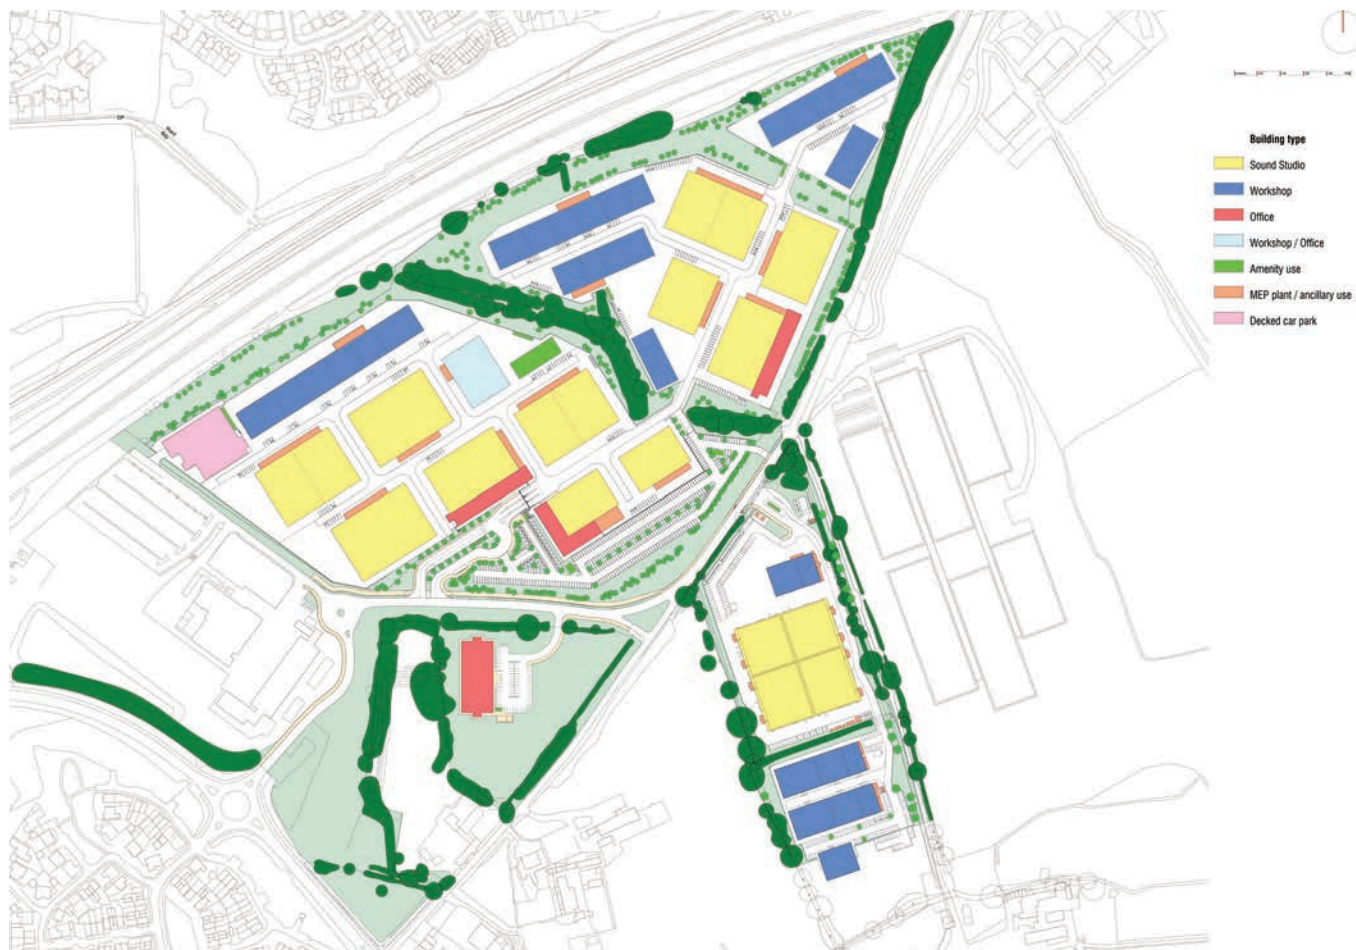 Building type
Sound Studio
Workshop
Office
Workshop / Office
Amenity use
MEP plant / ancillary use
Decked car park